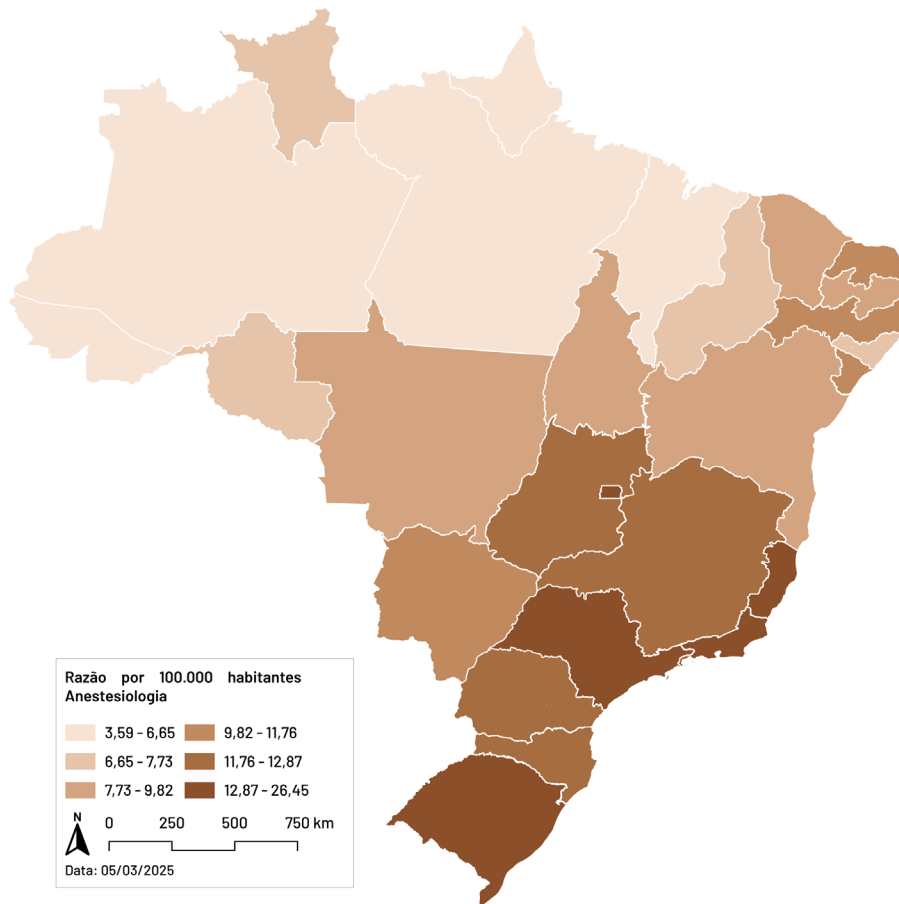 Razão por 100.000 habitantes
Anestesiologia
3,59 - 6,65
9,82 - 11,76
6,65 - 7,73
11,76 - 12,87
7,73 - 9,82
12,87 - 26,45
N
0 250 500 750 km
Data: 05/03/2025